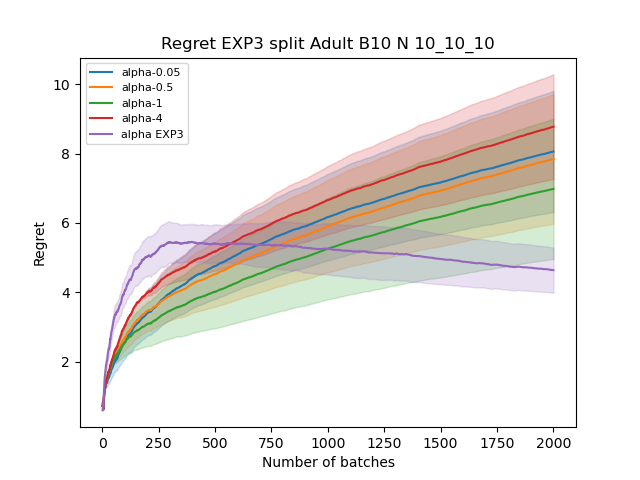 Regret EXP3 split Adult B10 N 10_10_10
alpha-0.05
alpha-0.5
alpha-1
alpha-4
alpha EXP3
10
8
6
4
2
Regret
0
250
500
750
1000
1250
1500
1750
2000
Number of batches